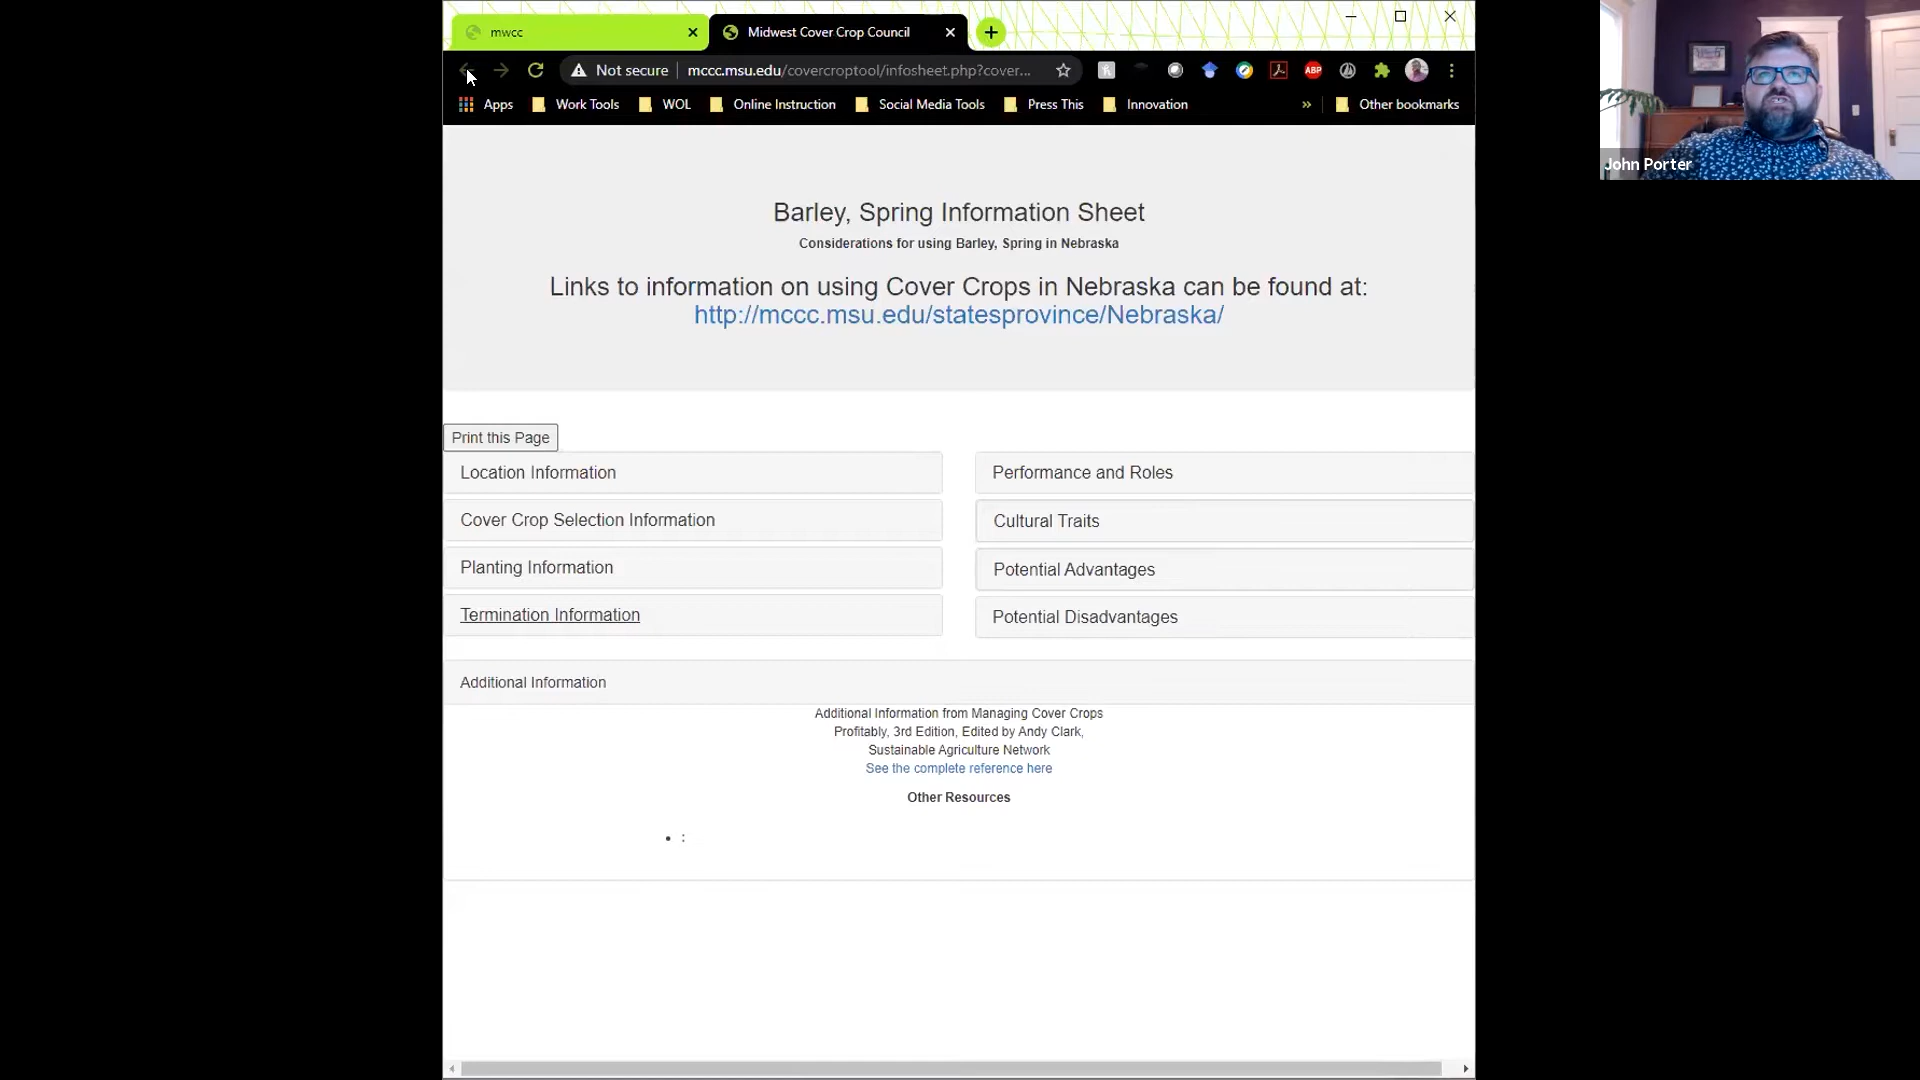 mwcc
Midwest Cover Crop Council
Not secure
mccc.msu.edu/covercroptool/infosheet.php?cover...
ABP
Apps
Work Tools
WOL
Online Instruction
Social Media Tools
Press This
Innovation
»
Other bookmarks
John Porter
Barley, Spring Information Sheet
Considerations for using Barley, Spring in Nebraska
Links to information on using Cover Crops in Nebraska can be found at:
http://mccc.msu.edu/statesprovince/Nebraska/
Print this Page
Location Information
Performance and Roles
Cover Crop Selection Information
Cultural Traits
Planting Information
Potential Advantages
Termination Information
Potential Disadvantages
Additional Information
Additional Information from Managing Cover Crops
Profitably, 3rd Edition, Edited by Andy Clark,
Sustainable Agriculture Network
See the complete reference here
Other Resources
• :